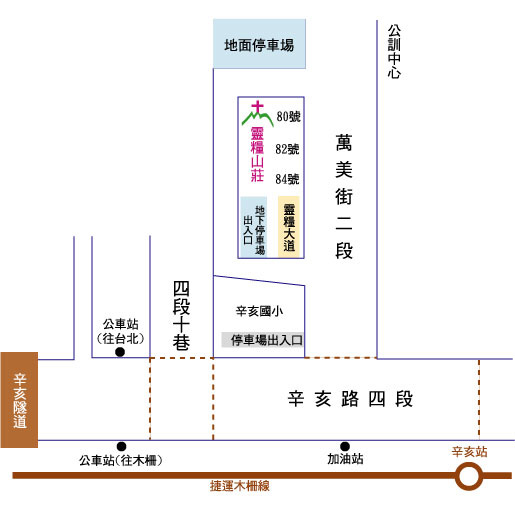 地面停車場
公訓中心
80號
靈糧山莊
82號
84號
萬美街二段
地下停車場
出入口
靈糧大道
四段十巷
辛亥國小
停車場出入口
公車站
(往台北)
辛亥隧道
辛亥路四段
公車站(往木柵)
加油站
辛亥站
捷運木柵線